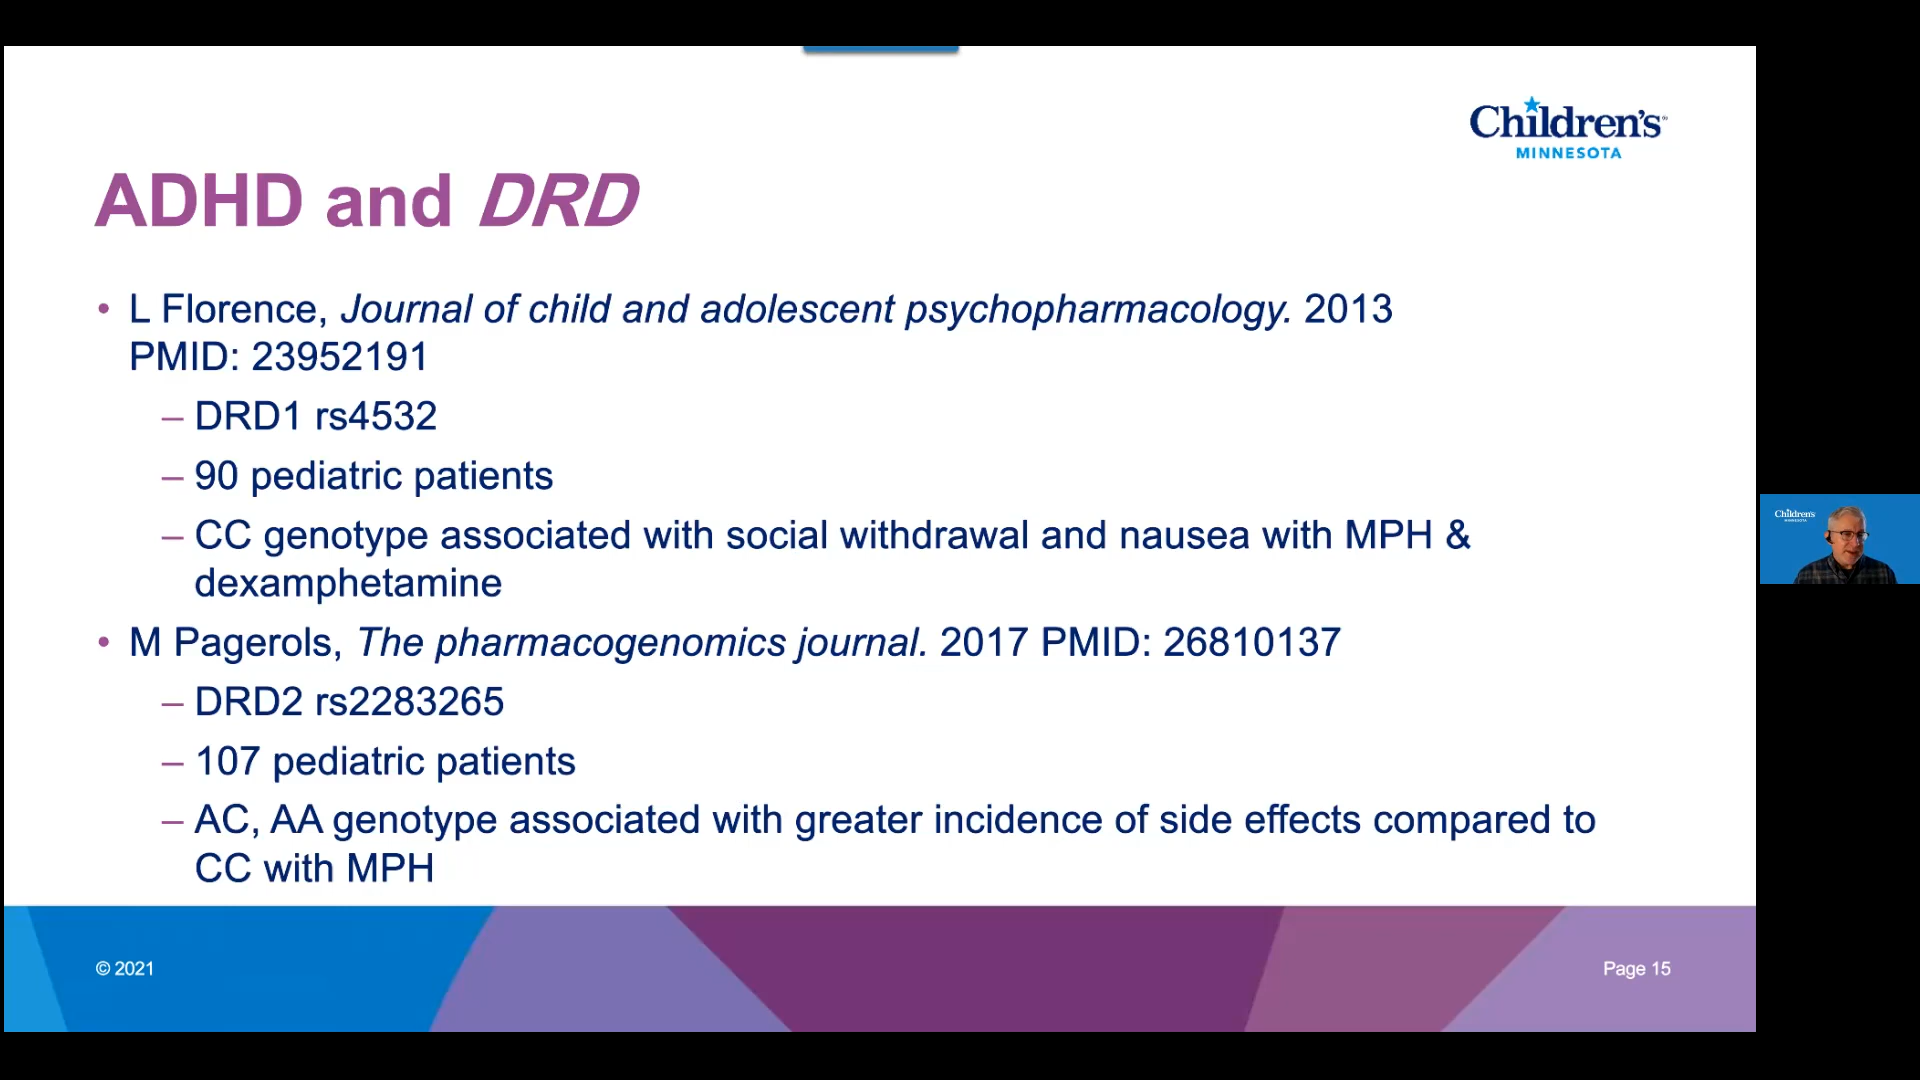 Children's
MINNESOTA
ADHD and DRD
• L Florence, Journal of child and adolescent psychopharmacology. 2013
PMID: 23952191
– DRD1 rs4532
– 90 pediatric patients
– CC genotype associated with social withdrawal and nausea with MPH &
dexamphetamine
• M Pagerols, The pharmacogenomics journal. 2017 PMID: 26810137
– DRD2 rs2283265
– 107 pediatric patients
– AC, AA genotype associated with greater incidence of side effects compared to
CC with MPH
© 2021
Page 15
Children's
MINNESOTA